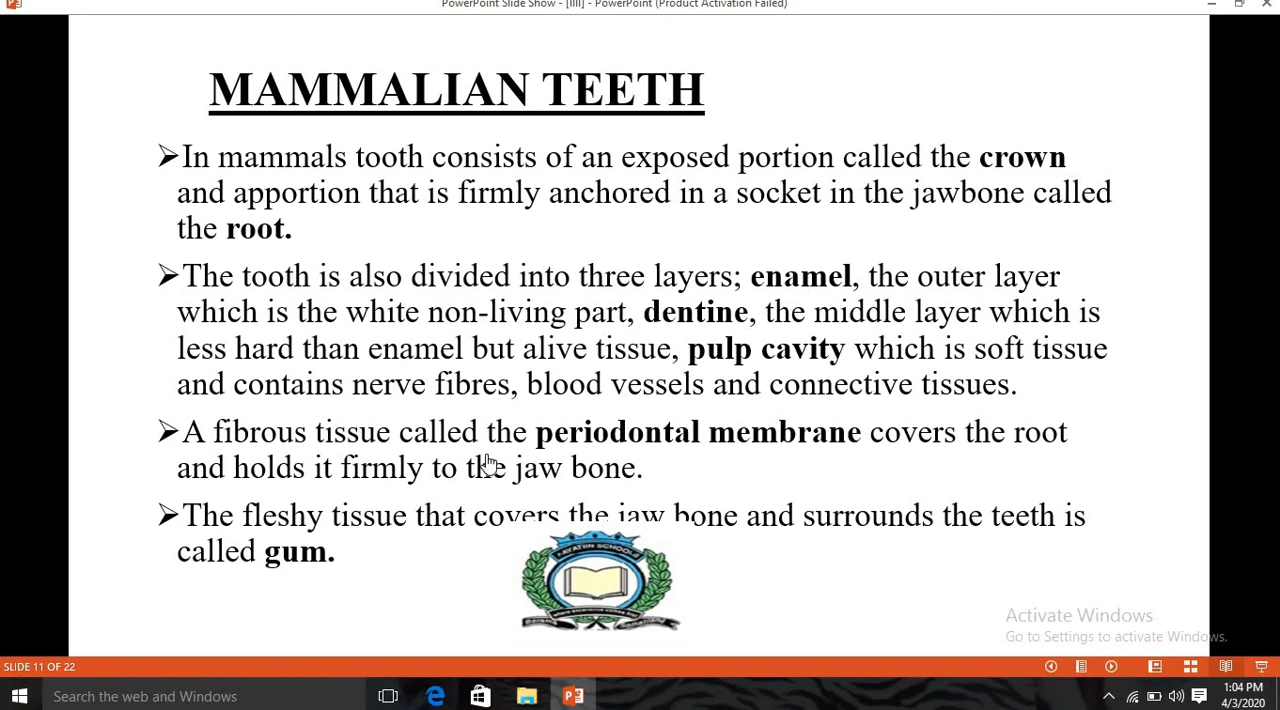 PowerPoint Slide Show - [IIII] - PowerPoint (Product Activation Failed)
MAMMALIAN TEETH
➢In mammals tooth consists of an exposed portion called the crown
and apportion that is firmly anchored in a socket in the jawbone called
the root.
➢The tooth is also divided into three layers; enamel, the outer layer
which is the white non-living part, dentine, the middle layer which is
less hard than enamel but alive tissue, pulp cavity which is soft tissue
and contains nerve fibres, blood vessels and connective tissues.
➢A fibrous tissue called the periodontal membrane covers the root
and holds it firmly to the jaw bone.
➢The fleshy tissue that covers the jaw bone and surrounds the teeth is
called gum.
SCHOOLS
Activate Windows
Go to Settings to activate Windows.
SLIDE 11 OF 22
Search the web and Windows
1:04 PM
4/3/2020